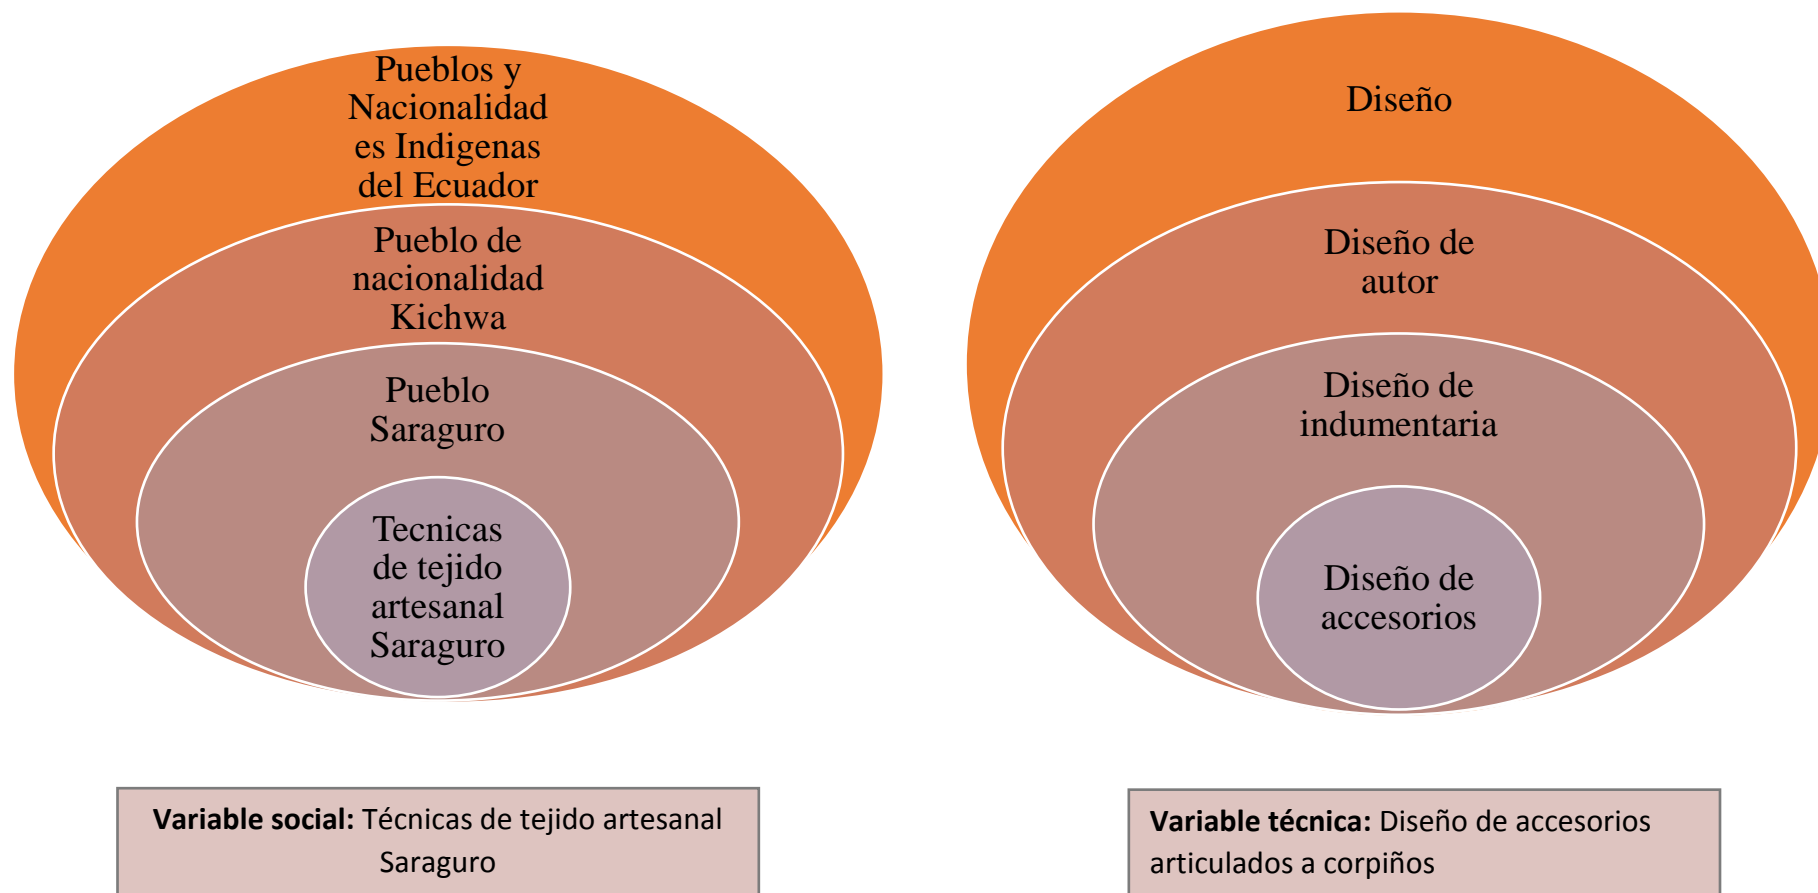 Pueblos y
Nacionalidad
es Indigenas
del Ecuador
Pueblo de
nacionalidad
Kichwa
Pueblo
Saraguro
Tecnicas
de tejido
artesanal
Saraguro
Variable social: Técnicas de tejido artesanal
Saraguro
Diseño
Diseño de
autor
Diseño de
indumentaria
Diseño de
accesorios
Variable técnica: Diseño de accesorios
articulados a corpiños